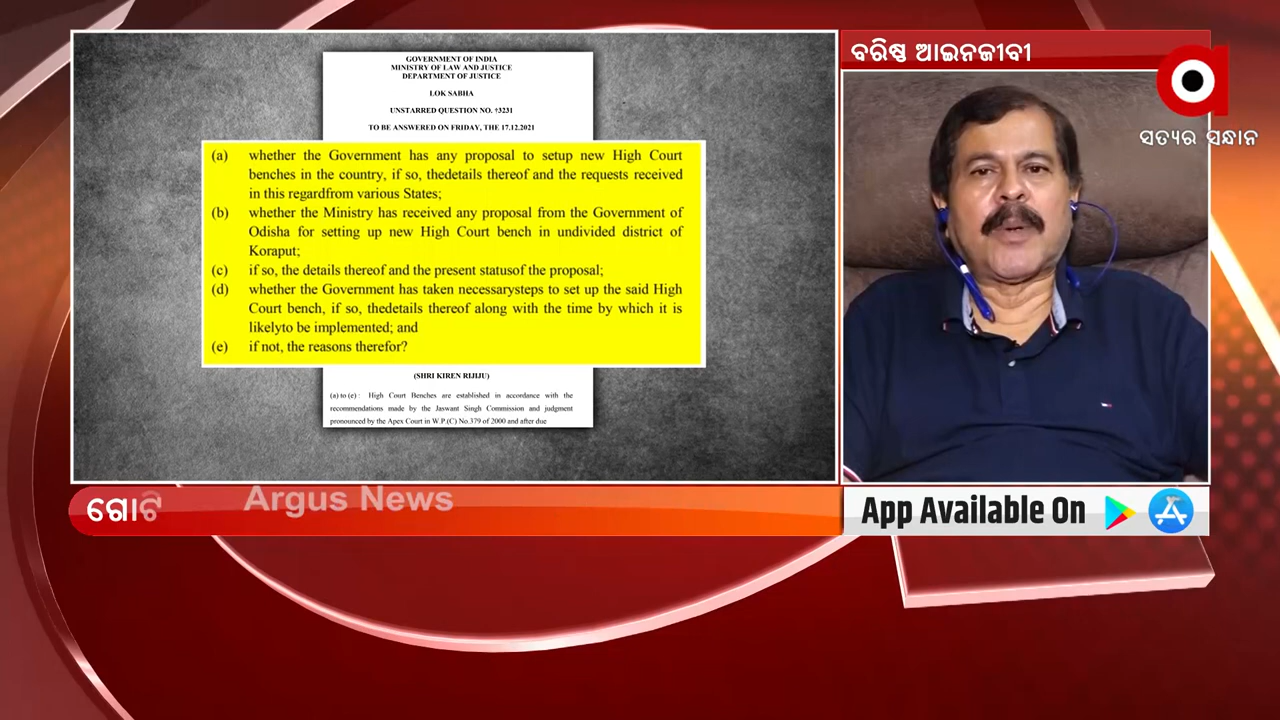 GOVERNMENT OF INDIA
MINISTRY OF LAW AND JUSTICE
DEPARTMENT OF JUSTICE
LOK SABHA
UNSTARRED QUESTION NO. †3231
TO BE ANSWERED ON FRIDAY, THE 17.12.2021
(a) whether the Government has any proposal to setup new High Court
benches in the country, if so, thedetails thereof and the requests received
in this regardfrom various States;
(b) whether the Ministry has received any proposal from the Government of
Odisha for setting up new High Court bench in undivided district of
Koraput;
(c) if so, the details thereof and the present statusof the proposal;
(d) whether the Government has taken necessarysteps to set up the said High
Court bench, if so, thedetails thereof along with the time by which it is
likelyto be implemented; and
(e) if not, the reasons therefor?
(SHRI KIREN RIJIJU)
(a) to (e) : High Court Benches are established in accordance with the
recommendations made by the Jaswant Singh Commission and judgment
pronounced by the Apex Court in W.P.(C) No.379 of 2000 and after due
ବରିଷ୍ଠ ଆଇନଜୀବୀ
ସତ୍ୟର ସନ୍ଧାନ
ଗୋଟି
Argus News
App Available On